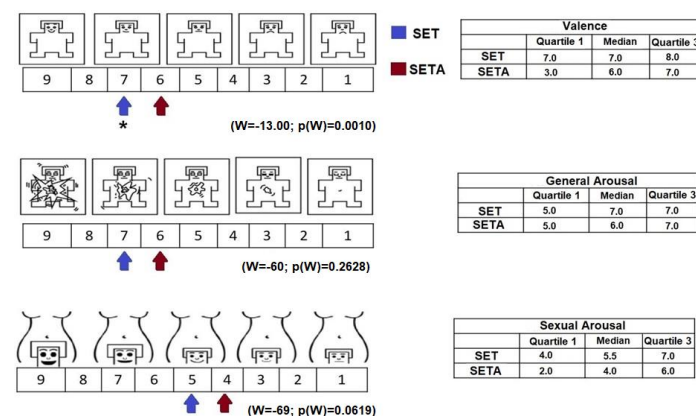 SET
SETA
Valence
Quartile 1 Median Quartile 3
SET 7.0 7.0 8.0
SETA 3.0 6.0 7.0
9 8 7 6 5 4 3 2 1
*
(W=-13.00; p(W)=0.0010)
General Arousal
Quartile 1 Median Quartile 3
SET 5.0 7.0 7.0
SETA 5.0 6.0 7.0
9 8 7 6 5 4 3 2 1
(W=-60; p(W)=0.2628)
Sexual Arousal
Quartile 1 Median Quartile 3
SET 4.0 5.5 7.0
SETA 2.0 4.0 6.0
9 8 7 6 5 4 3 2 1
(W=-69; p(W)=0.0619)